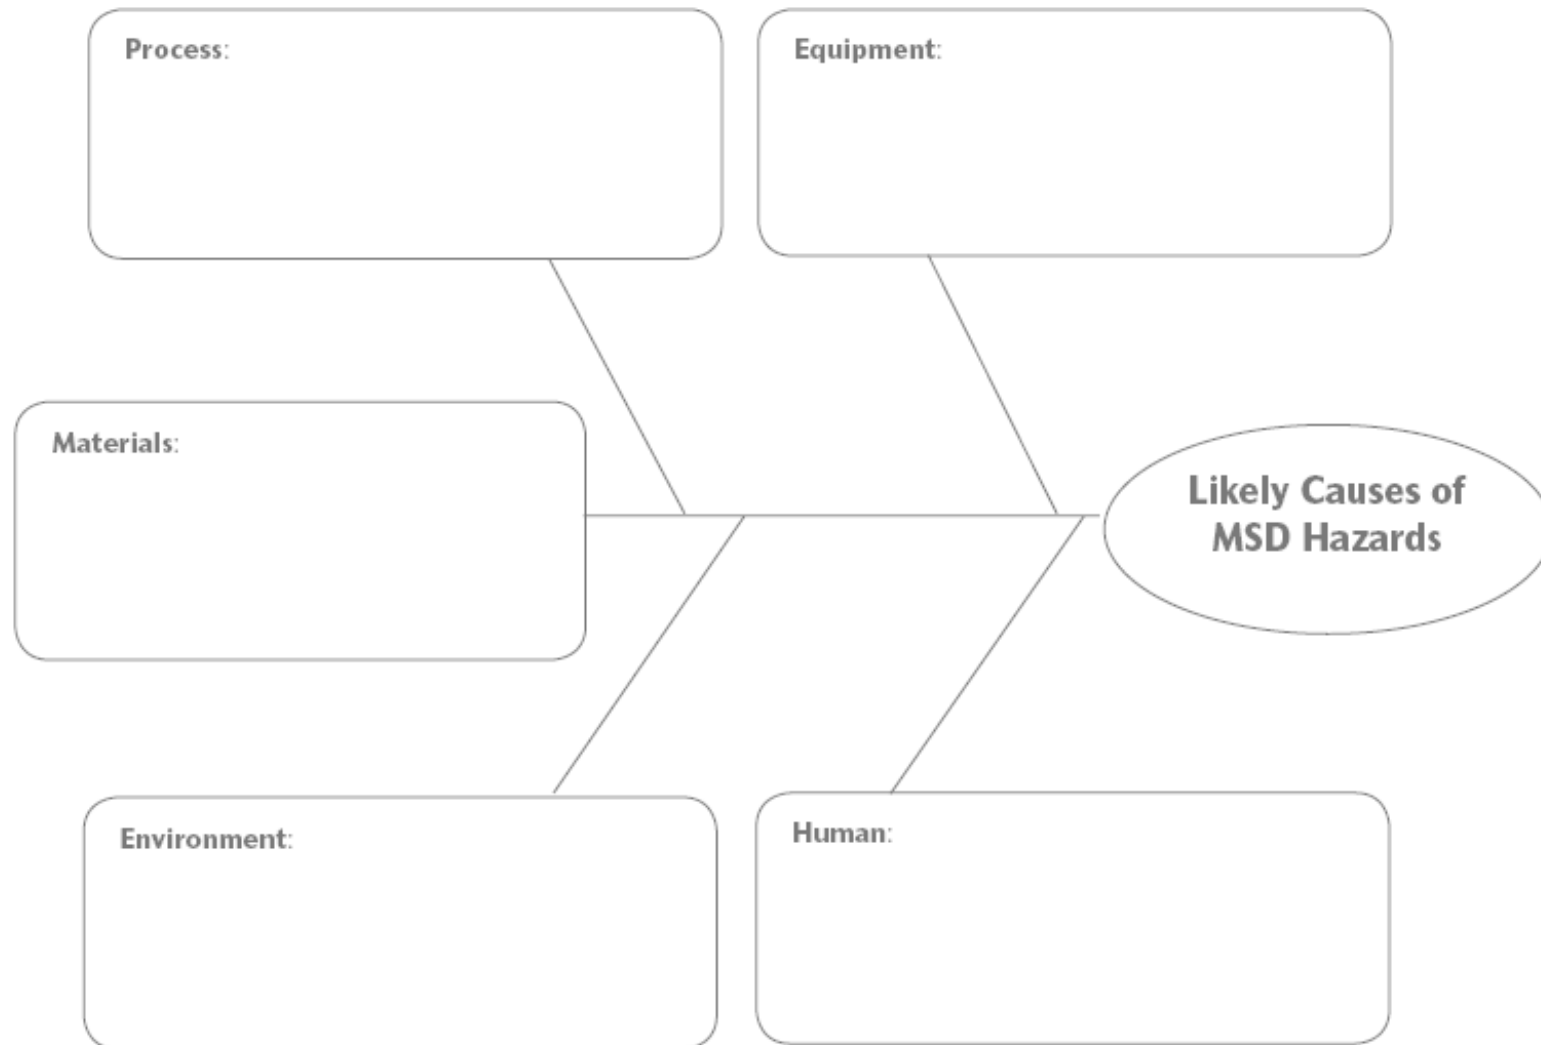 Process:
Equipment:
Materials:
Likely Causes of
MSD Hazards
Environment:
Human: